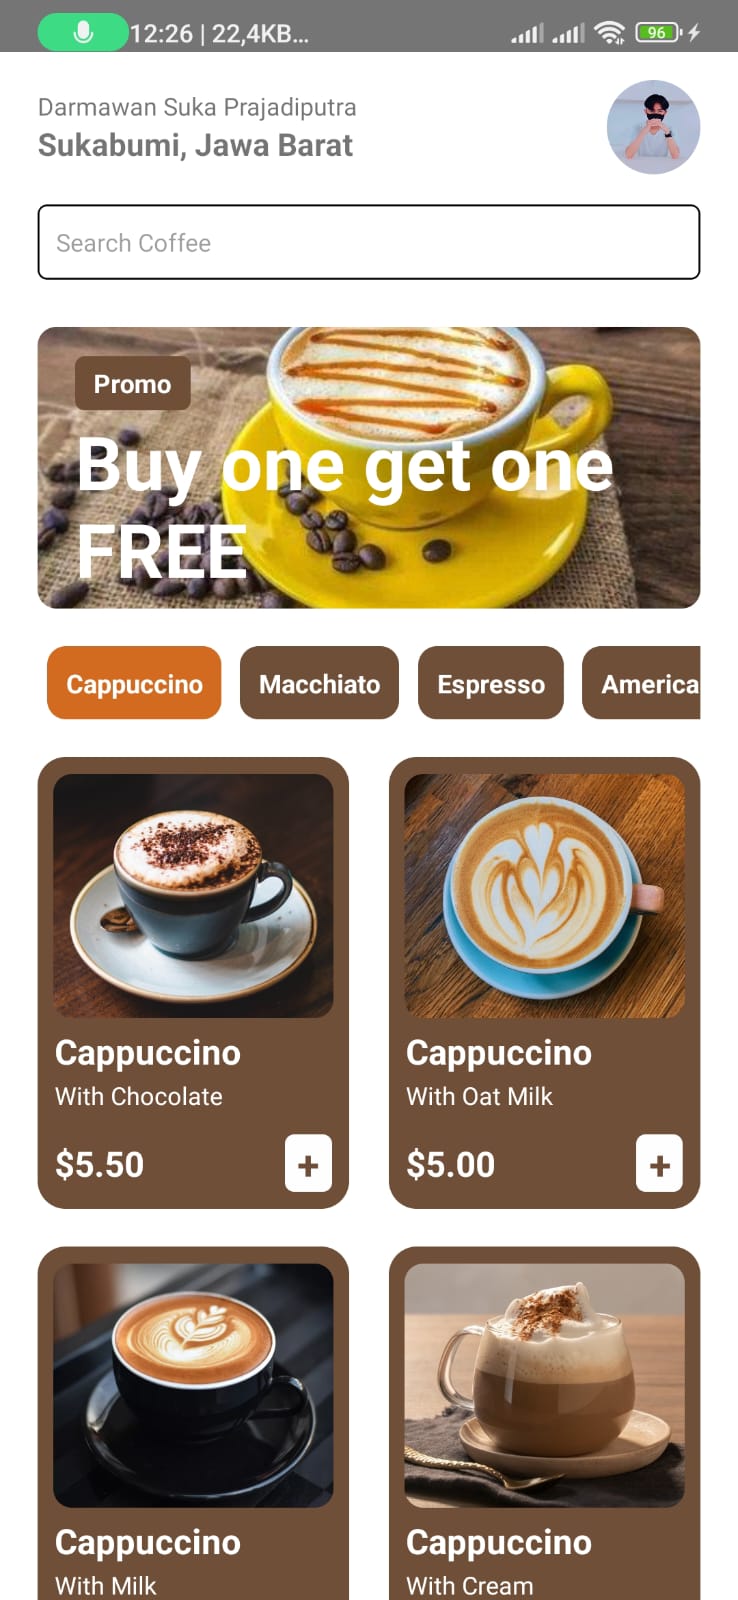 12:26 | 22,4KB...
96
Darmawan Suka Prajadiputra
Sukabumi, Jawa Barat
Search Coffee
Promo
Buy one get one
FREE
Cappuccino
Macchiato
Espresso
America
Cappuccino
With Chocolate
$5.50
+
Cappuccino
With Oat Milk
$5.00
+
Cappuccino
With Milk
Cappuccino
With Cream